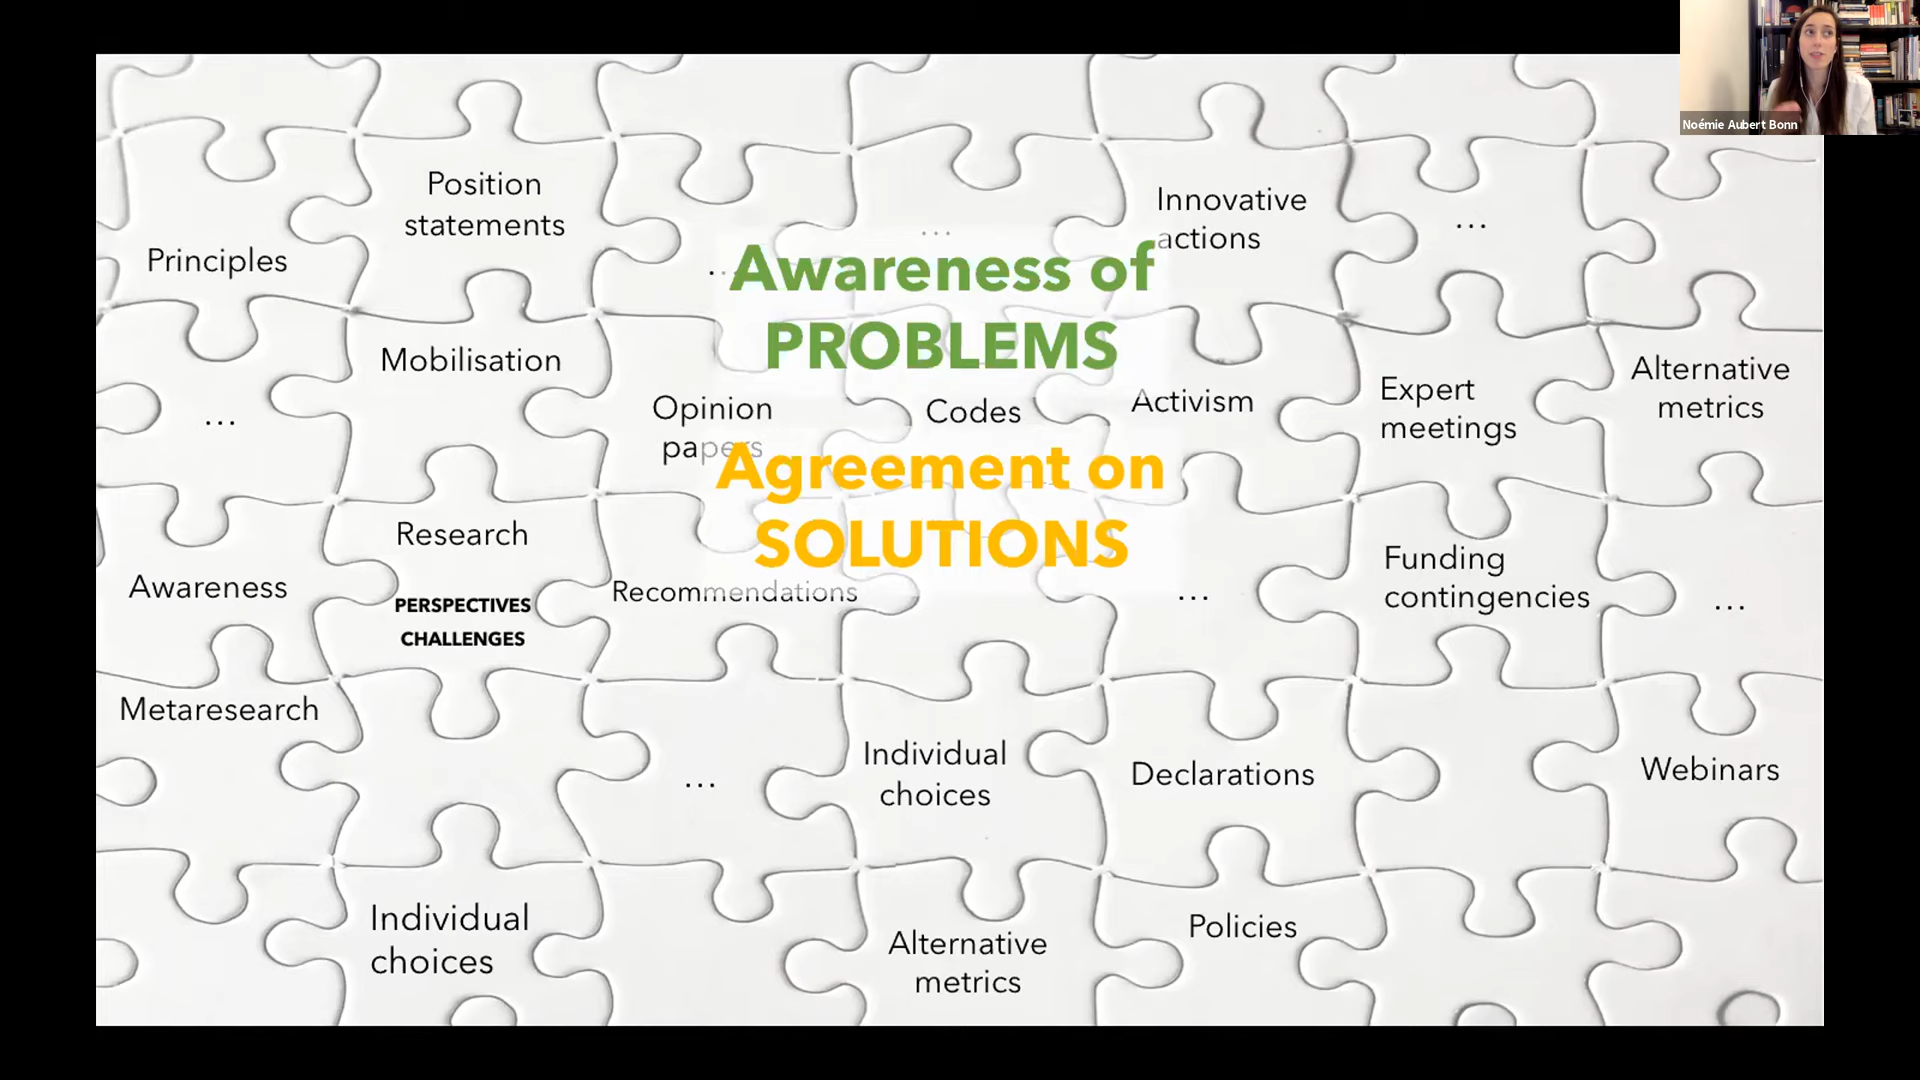 Noémie Aubert Bonn
Position
statements
Principles
...
...
Innovative
actions
...
Awareness of
PROBLEMS
Mobilisation
...
Opinion
papers
Codes
Activism
Expert
meetings
Alternative
metrics
Agreement on
SOLUTIONS
Research
PERSPECTIVES
CHALLENGES
Awareness
Recommendations
...
Funding
contingencies
...
Metaresearch
...
Individual
choices
Declarations
Webinars
Individual
choices
Alternative
metrics
Policies